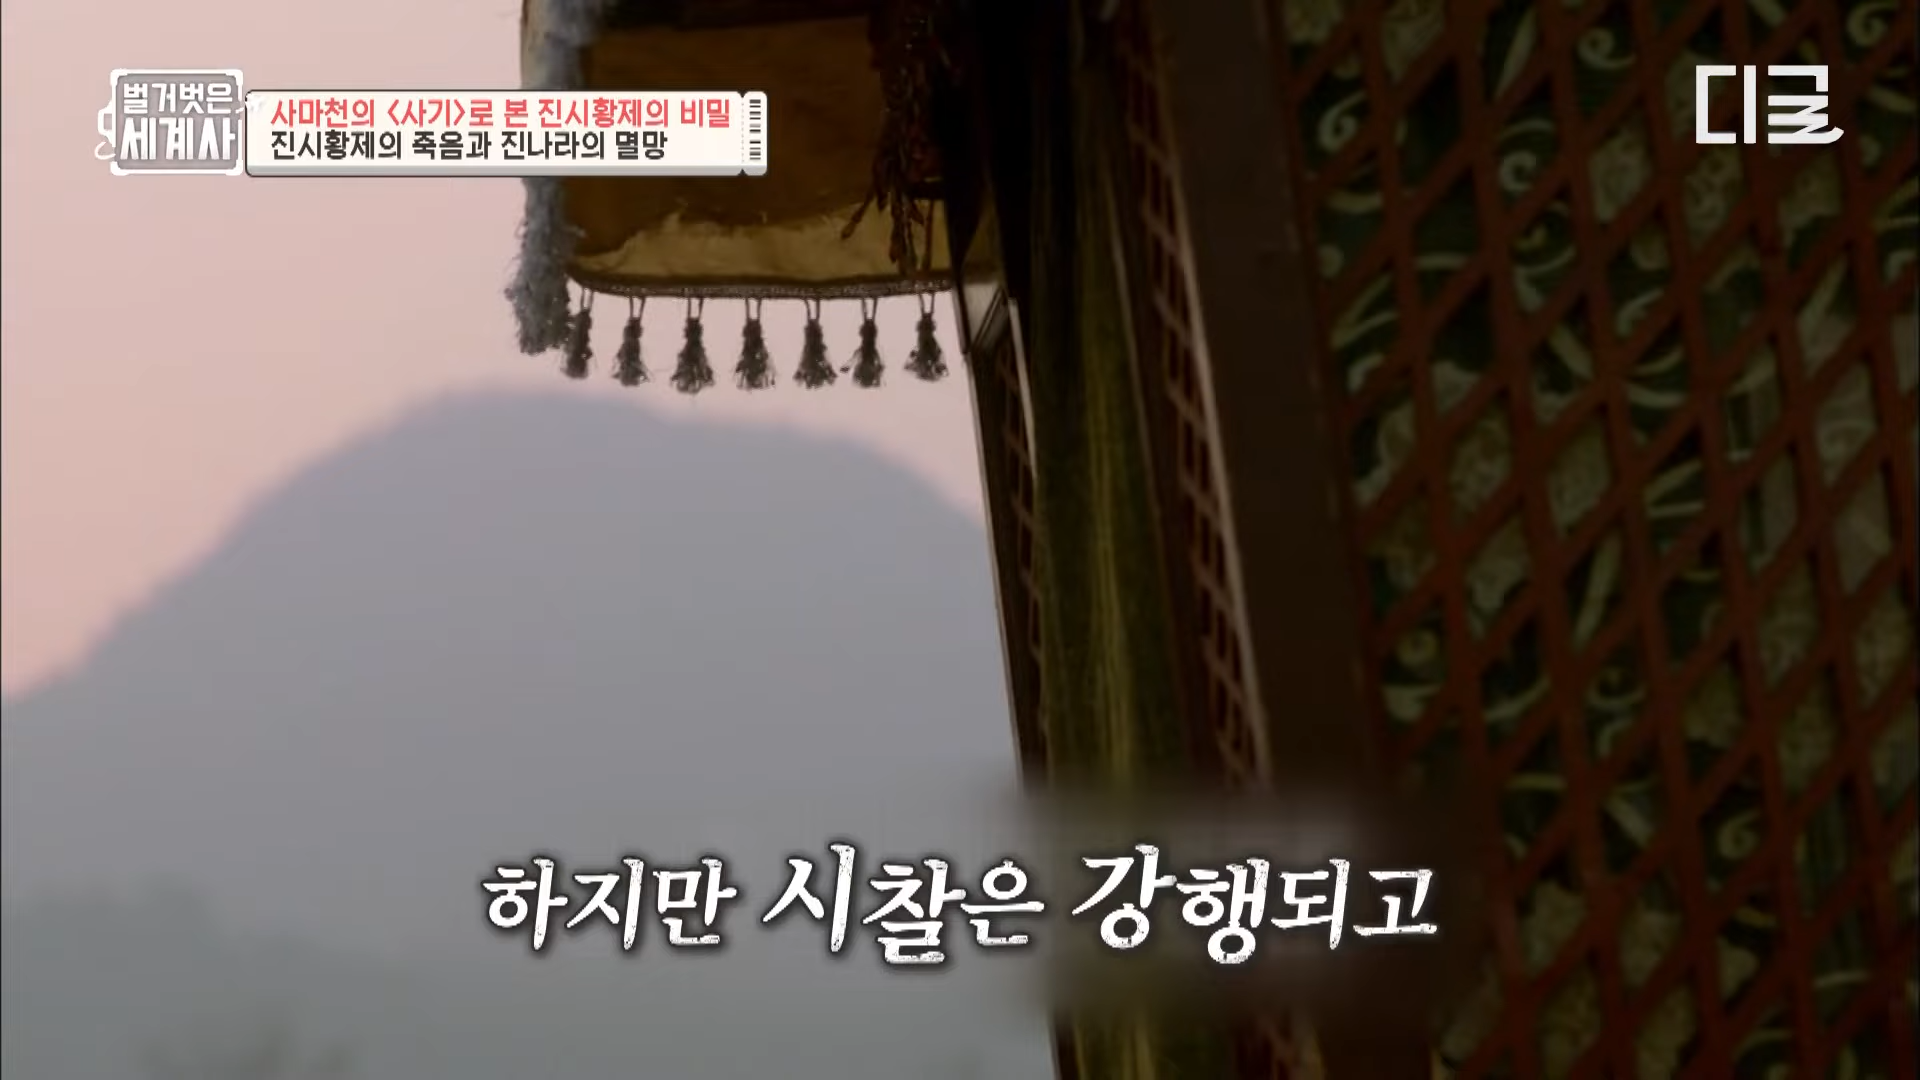 벌거벗은
세계사
사마천의 <사기>로 본 진시황제의 비밀
진시황제의 죽음과 진나라의 멸망
디글
하지만 시찰은 강행되고